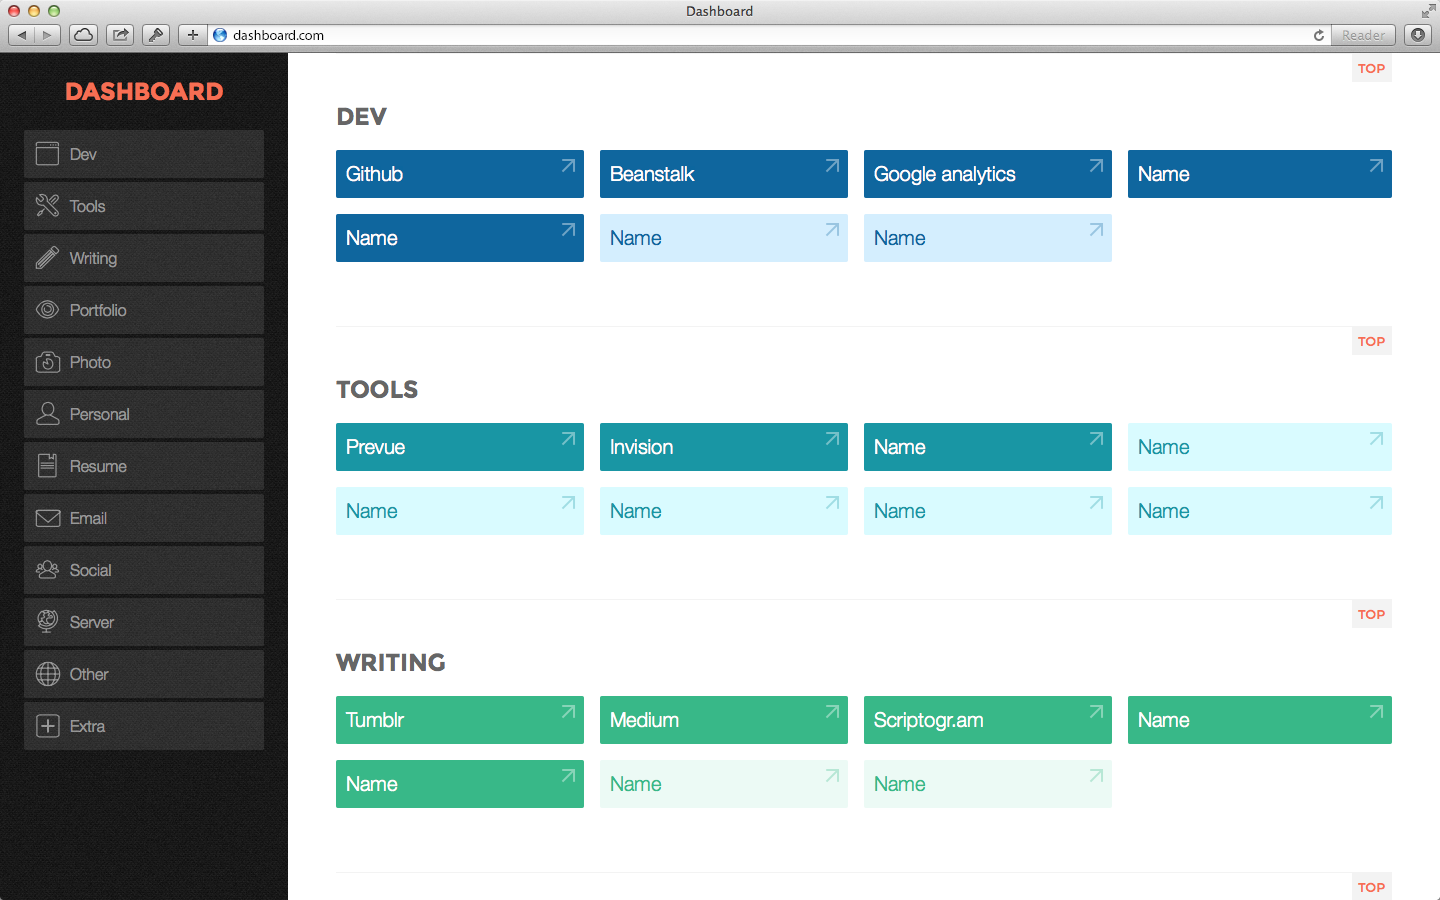 Dashboard
dashboard.com
Reader
DASHBOARD
Dev
Tools
Writing
Portfolio
Photo
Personal
Resume
Email
Social
Server
Other
Extra
TOP
DEV
Github
Beanstalk
Google analytics
Name
Name
Name
Name
TOP
TOOLS
Prevue
Invision
Name
Name
Name
Name
Name
Name
TOP
WRITING
Tumblr
Medium
Scriptogr.am
Name
Name
Name
Name
TOP